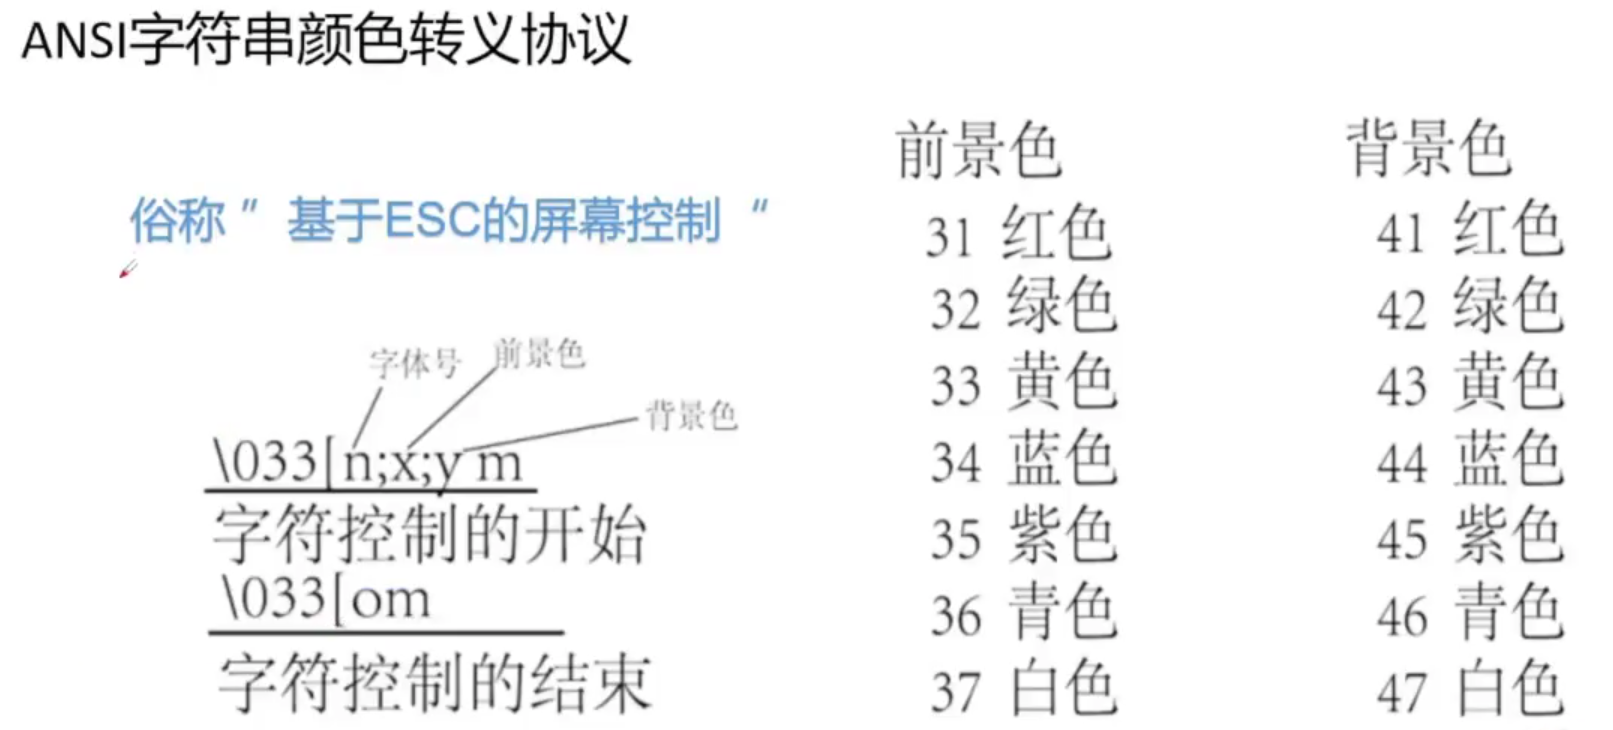 ANSI字符串颜色转义协议
俗称 ”基于ESC的屏幕控制 “
字体号
前景色
背景色
\033[n;x;y m
字符控制的开始
\033[om
字符控制的结束
前景色
31 红色
32 绿色
33 黄色
34 蓝色
35 紫色
36 青色
37 白色
背景色
41 红色
42 绿色
43 黄色
44 蓝色
45 紫色
46 青色
47 白色